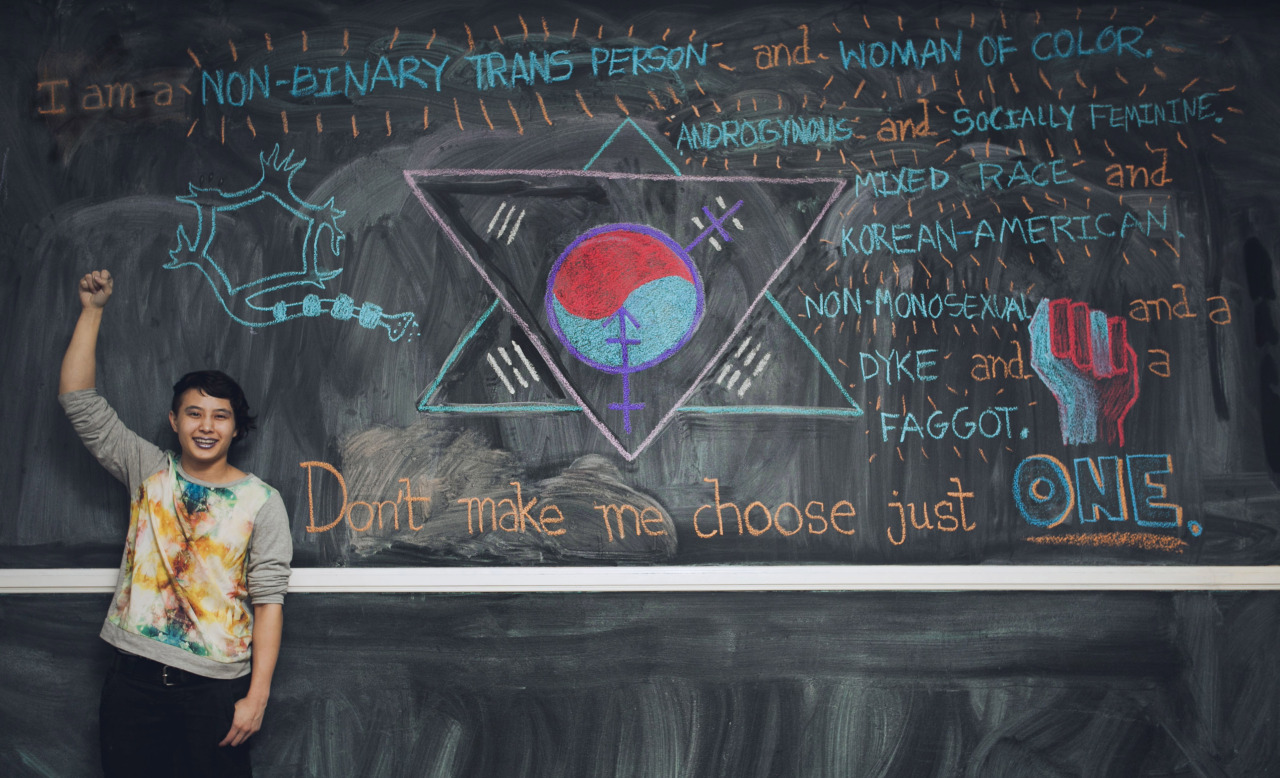 I am a NON-BINARY TRANS PERSON and WOMAN OF COLOR.
ANDROGYNOUS and SOCIALLY FEMININE.
MIXED RACE and
KOREAN-AMERICAN.
NON-MONOSEXUAL and a
DYKE and a
FAGGOT.
Don't make me choose just ONE.